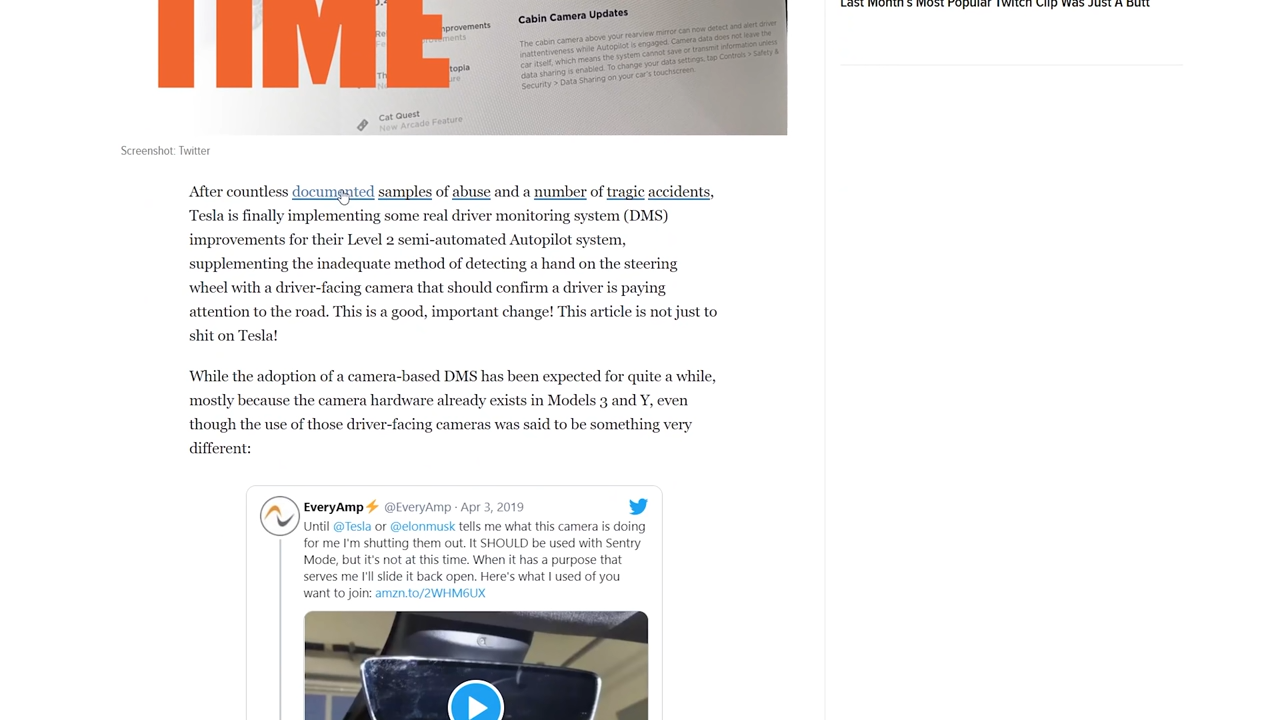 Last Month's Most Popular Twitch Clip Was Just A Butt
TIME
Cabin Camera Updates
The cabin camera above your rearview mirror can now detect and alert driver
inattentiveness while Autopilot is engaged. Camera data does not leave the
car itself, which means the system cannot save or transmit information unless
data sharing is enabled. To change your data settings, tap Controls > Safety &
Security > Data Sharing on your car's touchscreen.
Cat Quest
New Arcade Feature
Screenshot: Twitter
After countless documented samples of abuse and a number of tragic accidents,
Tesla is finally implementing some real driver monitoring system (DMS)
improvements for their Level 2 semi-automated Autopilot system,
supplementing the inadequate method of detecting a hand on the steering
wheel with a driver-facing camera that should confirm a driver is paying
attention to the road. This is a good, important change! This article is not just to
shit on Tesla!
While the adoption of a camera-based DMS has been expected for quite a while,
mostly because the camera hardware already exists in Models 3 and Y, even
though the use of those driver-facing cameras was said to be something very
different:
EveryAmp⚡ @EveryAmp · Apr 3, 2019
Until @Tesla or @elonmusk tells me what this camera is doing
for me I'm shutting them out. It SHOULD be used with Sentry
Mode, but it's not at this time. When it has a purpose that
serves me I'll slide it back open. Here's what I used of you
want to join: amzn.to/2WHM6UX